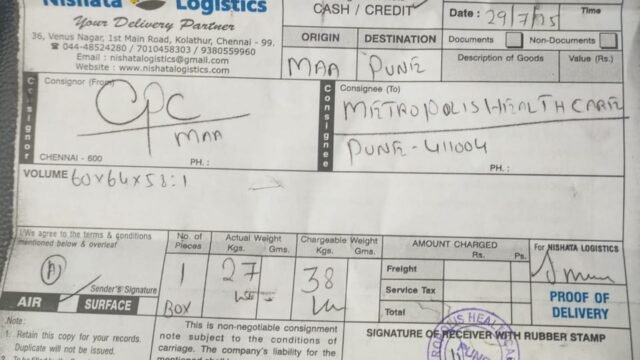 Nishata Logistics
Your Delivery Partner
36, Venus Nagar, 1st Main Road, Kolathur, Chennai - 99.
044-48524280 / 7010458303 / 9380559960
Email : nishatalogistics@gmail.com
Website : www.nishatalogistics.com
CASH / CREDIT
Date : 29/7/25 Time
ORIGIN DESTINATION
MAA PUNE
Documents Non-Documents
Description of Goods Value (Rs.)
Consignor
Consignor (From)
CPC
MAA
CHENNAI - 600 PH. :
Consignee
Consignee (To)
METROPOLIS HEALTH CARE
PUNE - 411004
PH. :
VOLUME 60x64x58:1
I/We agree to the terms & conditions
mentioned below & overleaf
A
Sender's Signature
AIR SURFACE
No. of Pieces
1
BOX
Actual Weight
Kgs. Gms.
27
Chargeable Weight
Kgs. Gms.
38
AMOUNT CHARGED
Rs. Ps.
Freight
Service Tax
Total
For NISHATA LOGISTICS
PROOF OF
DELIVERY
Note:
1. Retain this copy for your records.
Duplicate will not be issued.
This is non-negotiable consignment
note subject to the conditions of
carriage. The company's liability for the
SIGNATURE OF RECEIVER WITH RUBBER STAMP
PUNE